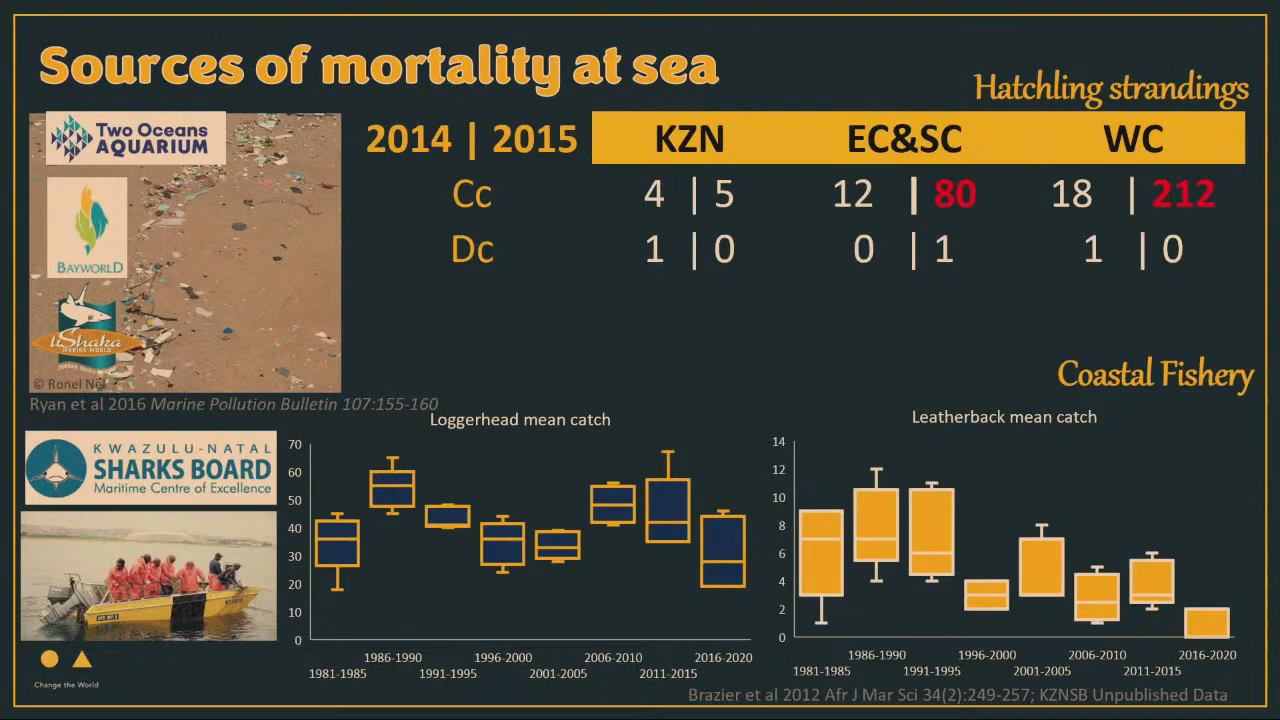 Sources of mortality at sea
Hatchling strandings
TWO OCEANS
AQUARIUM
BAYWORLD
uShaka
MARINE WORLD
© Ronel Nel
2014 | 2015 KZN EC&SC WC
Cc 4 | 5 12 | 80 18 | 212
Dc 1 | 0 0 | 1 1 | 0
Ryan et al 2016 Marine Pollution Bulletin 107:155-160
Coastal Fishery
KWAZULU-NATAL
SHARKS BOARD
Maritime Centre of Excellence
Change the World
Loggerhead mean catch
70
60
50
40
30
20
10
0
1986-1990 1996-2000 2006-2010 2016-2020
1981-1985 1991-1995 2001-2005 2011-2015
Leatherback mean catch
14
12
10
8
6
4
2
0
1986-1990 1996-2000 2006-2010 2016-2020
1981-1985 1991-1995 2001-2005 2011-2015
Brazier et al 2012 Afr J Mar Sci 34(2):249-257; KZNSB Unpublished Data